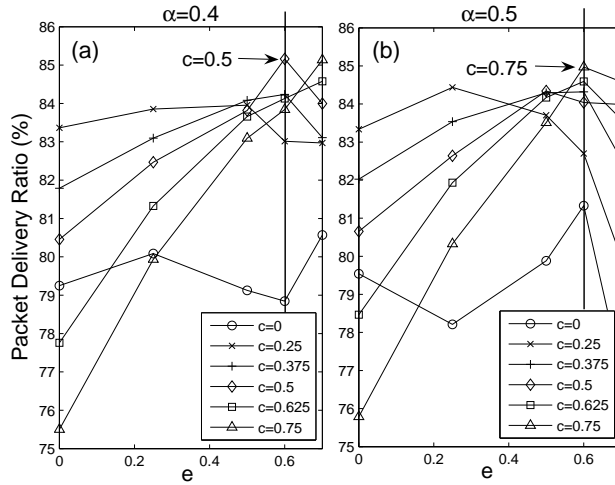 α=0.4
(a)
c=0.5
Packet Delivery Ratio (%)
86
85
84
83
82
81
80
79
78
77
76
75
0
0.2
0.4
0.6
e
c=0
c=0.25
c=0.375
c=0.5
c=0.625
c=0.75
α=0.5
(b)
c=0.75
86
85
84
83
82
81
80
79
78
77
76
75
0
0.2
0.4
0.6
e
c=0
c=0.25
c=0.375
c=0.5
c=0.625
c=0.75